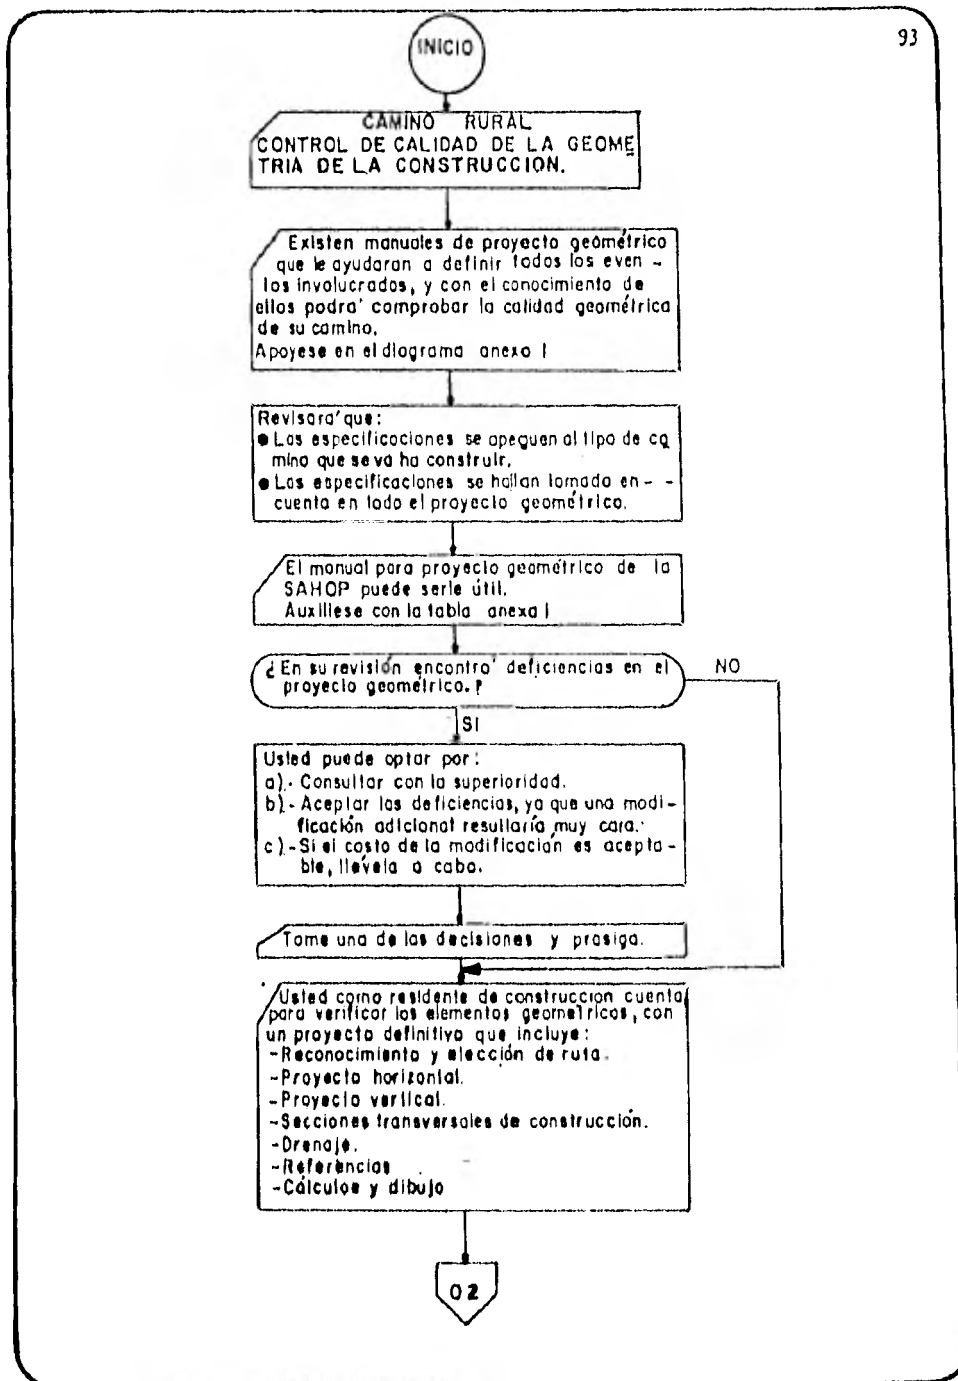 93
INICIO
CAMINO RURAL
CONTROL DE CALIDAD DE LA GEOME
TRIA DE LA CONSTRUCCION.
Existen manuales de proyecto geométrico
que le ayudaran a definir todos los even -
tos involucrados, y con el conocimiento de
ellos podra' comprobar la calidad geométrica
de su camino.
Apoyese en el diagrama anexo I
Revisara' que:
● Las especificaciones se apeguen al tipo de ca
mino que se va ha construir.
● Las especificaciones se hallan tomado en - -
cuenta en todo el proyecto geométrico.
El manual para proyecto geométrico de la
SAHOP puede serle útil.
Auxiliese con la tabla anexa I
¿En su revisión encontro' deficiencias en el
proyecto geométrico.?
NO
SI
Usted puede optar por:
a).- Consultar con la superioridad.
b).- Aceptar las deficiencias, ya que una modi-
ficación adicional resultaría muy cara.
c).- Si el costo de la modificación es acepta-
ble, llévela a cabo.
Tome una de las decisiones y prosiga.
Usted como residente de construccion cuenta
para verificar los elementos geometricos, con
un proyecto definitivo que incluye:
-Reconocimiento y elección de ruta.
-Proyecto horizontal.
-Proyecto vertical.
-Secciones transversales de construcción.
-Drenaje.
-Referencias
-Cálculos y dibujo
02